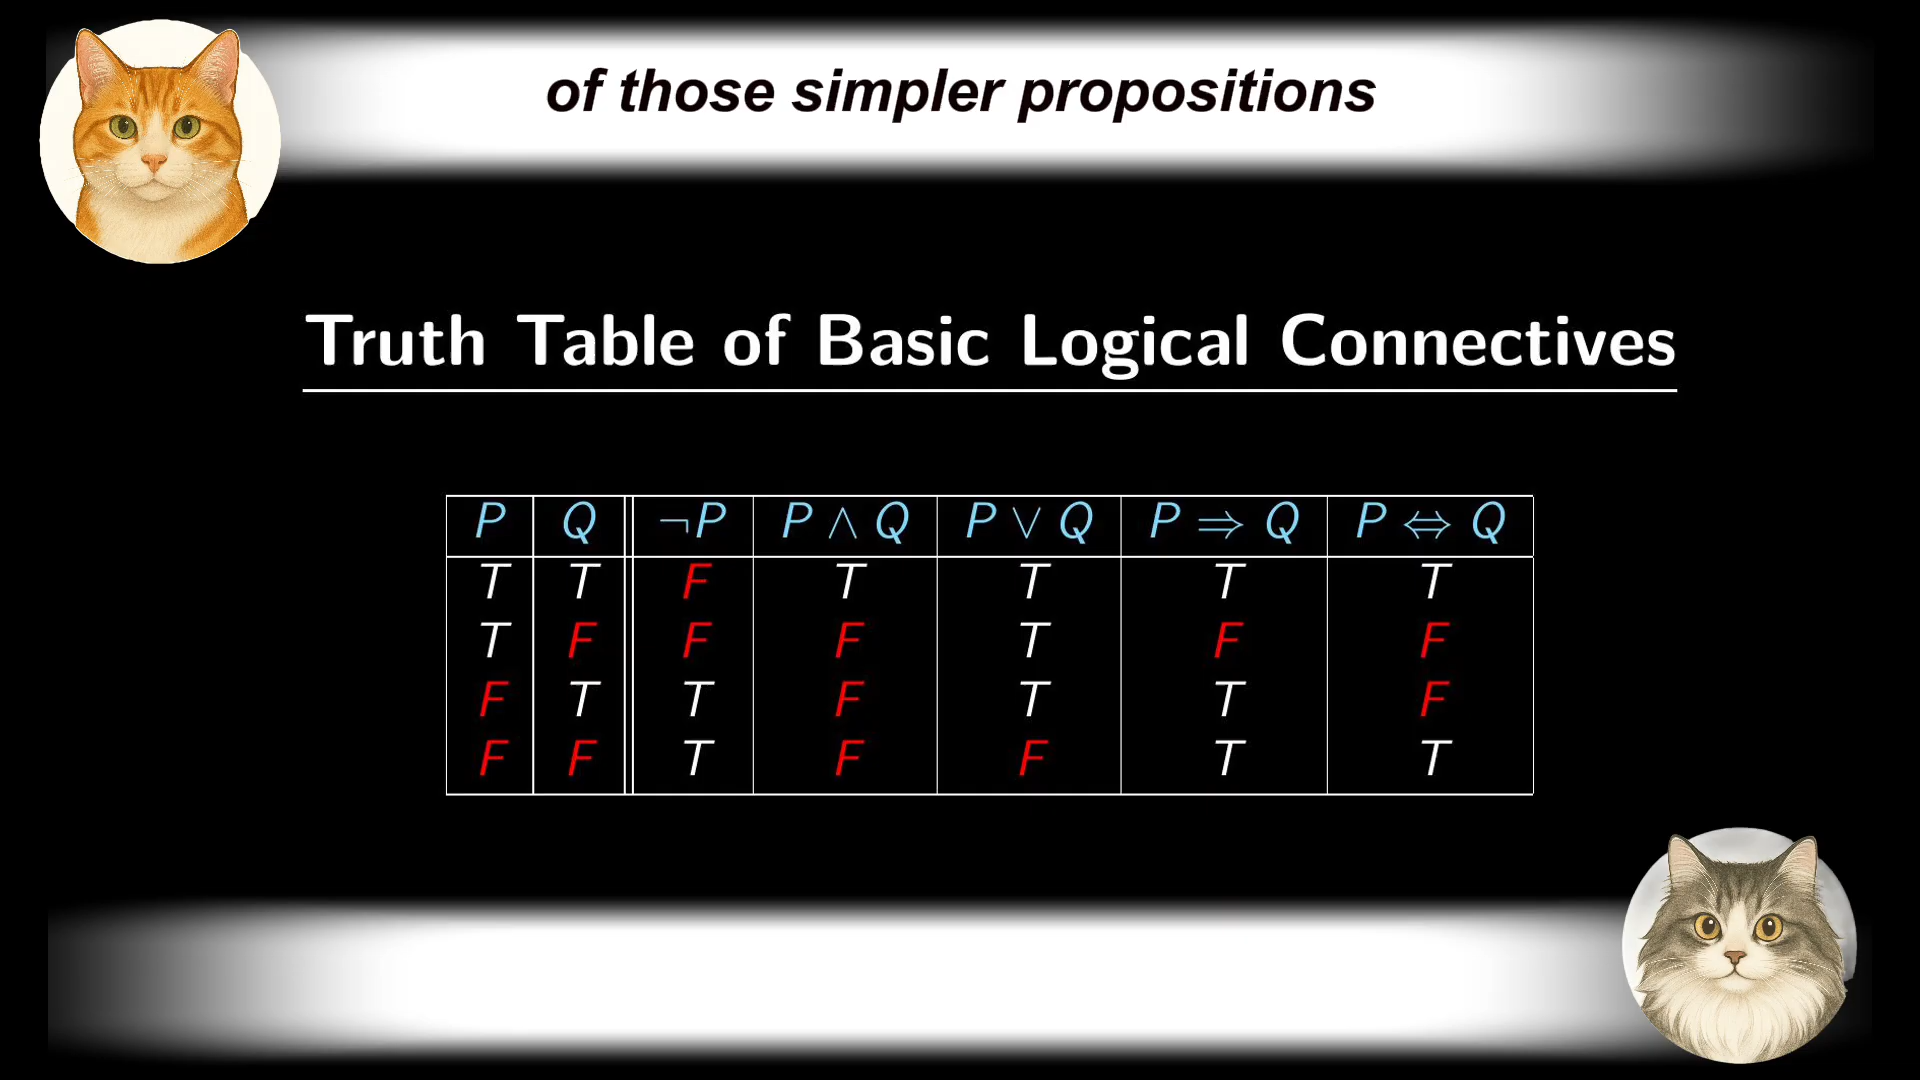 of those simpler propositions
Truth Table of Basic Logical Connectives
P Q ¬P P ∧ Q P ∨ Q P ⇒ Q P ⇔ Q
T T F T T T T
T F F F T F F
F T T F T T F
F F T F F T T